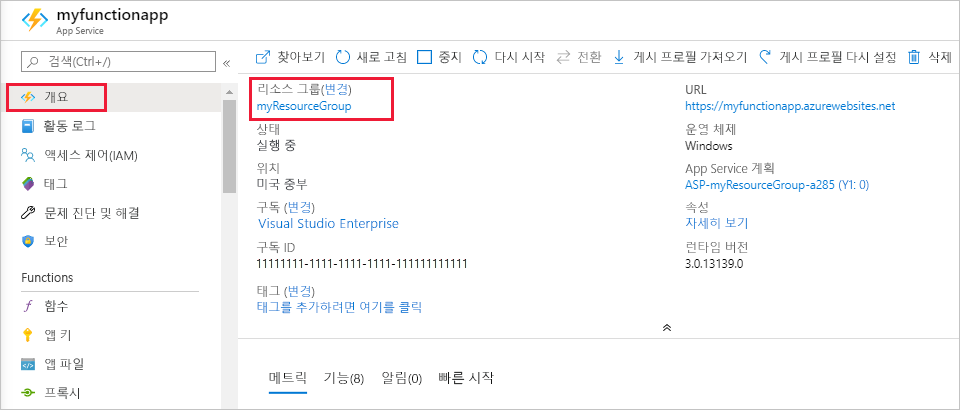 myfunctionapp
App Service
검색(Ctrl+/)
«
개요
활동 로그
액세스 제어(IAM)
태그
문제 진단 및 해결
보안
Functions
함수
앱 키
앱 파일
프록시
찾아보기 새로 고침 중지 다시 시작 전환 게시 프로필 가져오기 게시 프로필 다시 설정 삭제
리소스 그룹(변경)
myResourceGroup
상태
실행 중
위치
미국 중부
구독 (변경)
Visual Studio Enterprise
구독 ID
11111111-1111-1111-1111-111111111111
태그 (변경)
태그를 추가하려면 여기를 클릭
URL
https://myfunctionapp.azurewebsites.net
운영 체제
Windows
App Service 계획
ASP-myResourceGroup-a285 (Y1: 0)
속성
자세히 보기
런타임 버전
3.0.13139.0
메트릭 기능(8) 알림(0) 빠른 시작